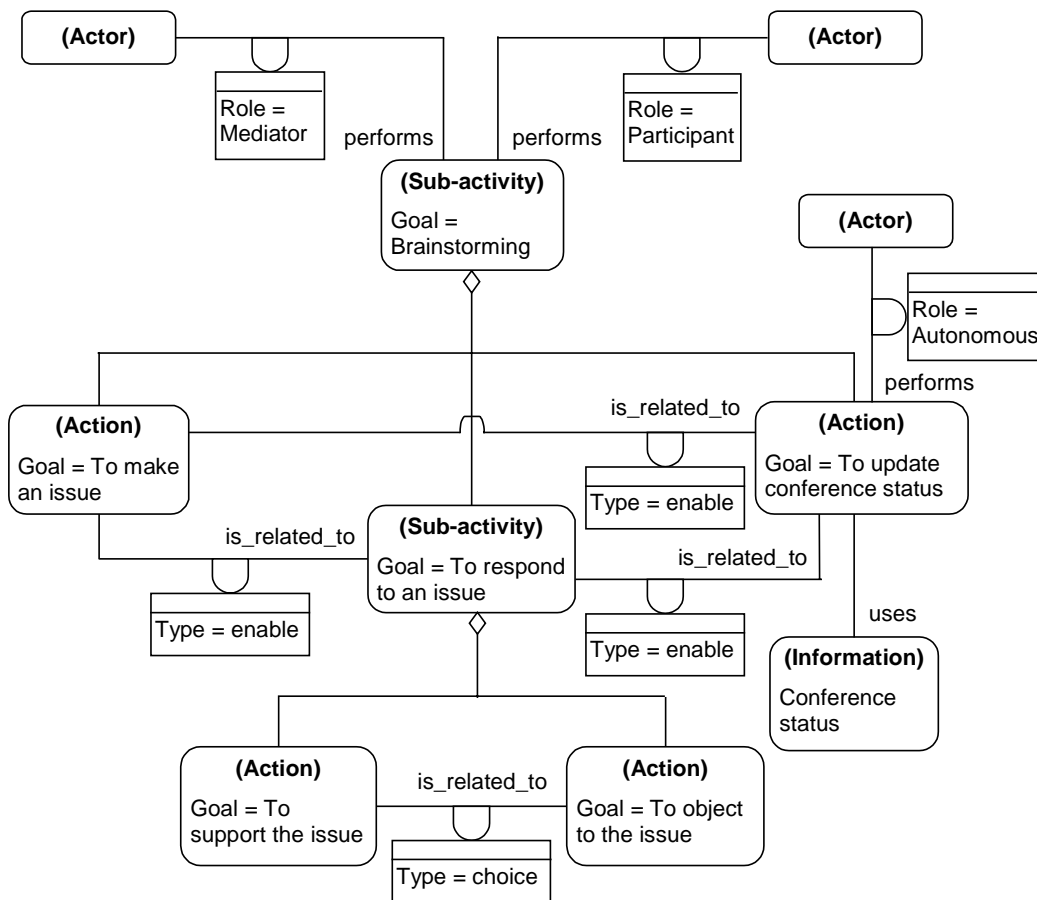 (Actor)
(Actor)
Role =
Mediator
performs
performs
Role =
Participant
(Sub-activity)
Goal =
Brainstorming
(Actor)
Role =
Autonomous
performs
(Action)
Goal = To make
an issue
is_related_to
Type = enable
(Action)
Goal = To update
conference status
is_related_to
Type = enable
(Sub-activity)
Goal = To respond
to an issue
is_related_to
Type = enable
uses
(Information)
Conference
status
(Action)
Goal = To
support the issue
is_related_to
Type = choice
(Action)
Goal = To object
to the issue